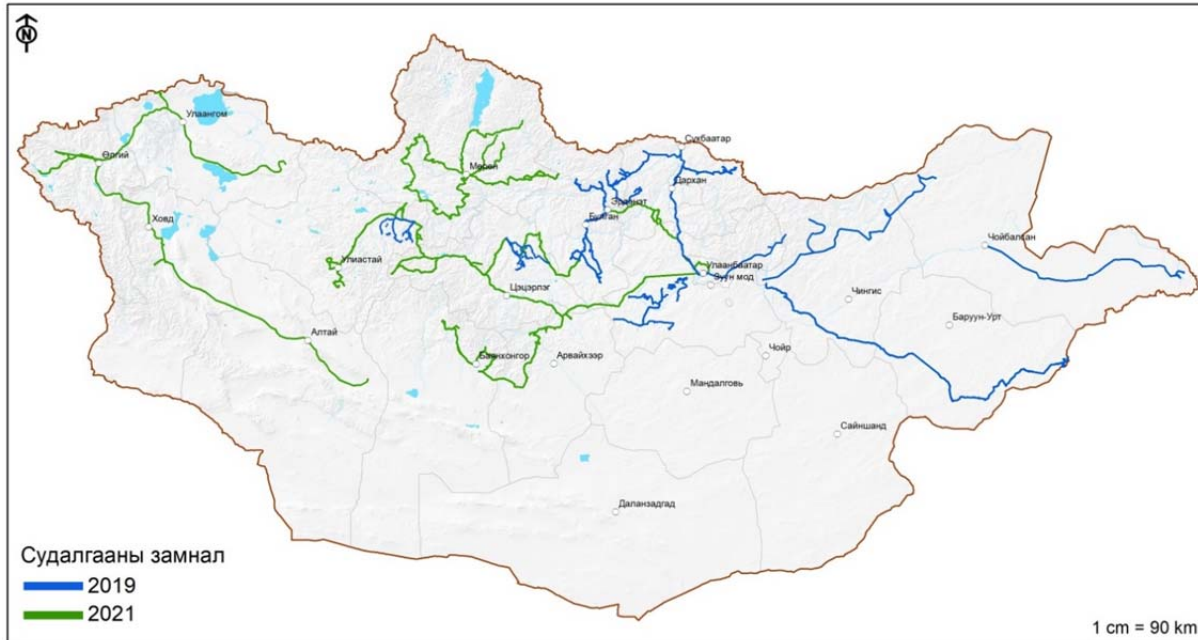 N
Сүхбаатар
Улаангом
Өлгий
Мөрөн
Дархан
Эрдэнэт
Булган
Ховд
Чойбалсан
Улиастай
Улаанбаатар
Зуун мод
Цэцэрлэг
Чингис
Баруун-Урт
Алтай
Чойр
Баянхонгор
Арвайхээр
Мандалговь
Сайншанд
Даланзадгад
Судалгааны замнал
2019
2021
1 cm = 90 km